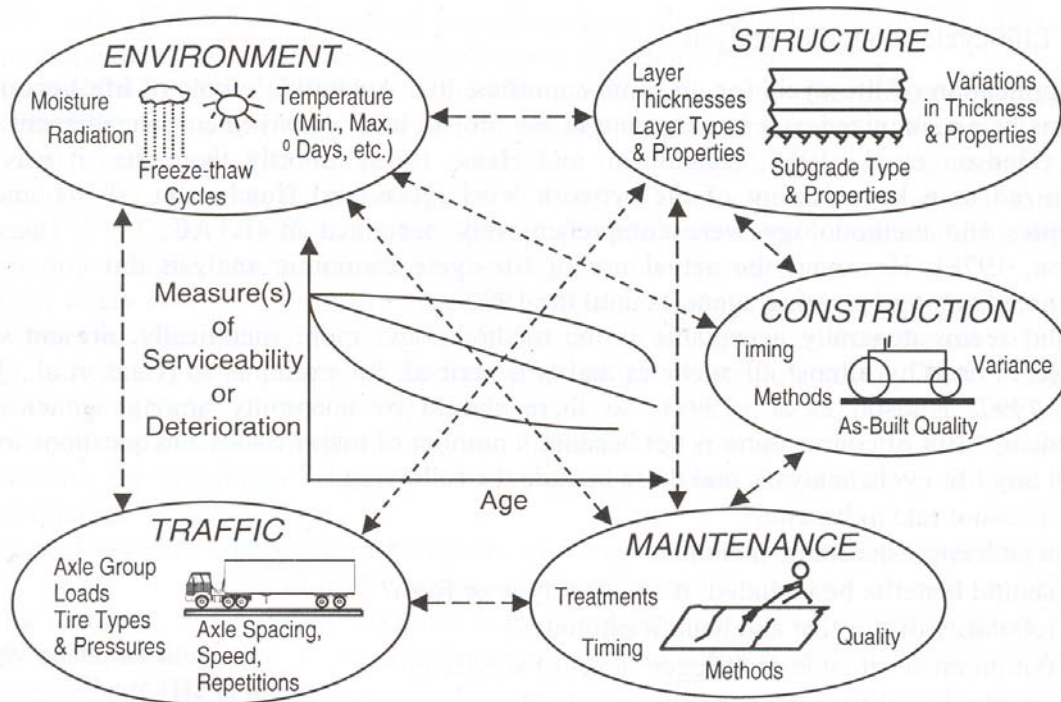 ENVIRONMENT
Moisture
Radiation
Temperature
(Min., Max,
0 Days, etc.)
Freeze-thaw
Cycles
STRUCTURE
Layer
Thicknesses
Layer Types
& Properties
Variations
in Thickness
& Properties
Subgrade Type
& Properties
Measure(s)
of
Serviceability
or
Deterioration
Age
CONSTRUCTION
Timing
Methods
Variance
As-Built Quality
TRAFFIC
Axle Group
Loads
Tire Types
& Pressures
Axle Spacing,
Speed,
Repetitions
MAINTENANCE
Treatments
Timing
Quality
Methods